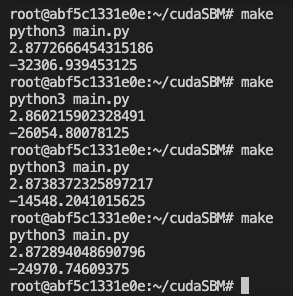 root@abf5c1331e0e:~/cudaSBM# make
python3 main.py
2.8772666454315186
-32306.939453125
root@abf5c1331e0e:~/cudaSBM# make
python3 main.py
2.860215902328491
-26054.80078125
root@abf5c1331e0e:~/cudaSBM# make
python3 main.py
2.8738372325897217
-14548.2041015625
root@abf5c1331e0e:~/cudaSBM# make
python3 main.py
2.872894048690796
-24970.74609375
root@abf5c1331e0e:~/cudaSBM#